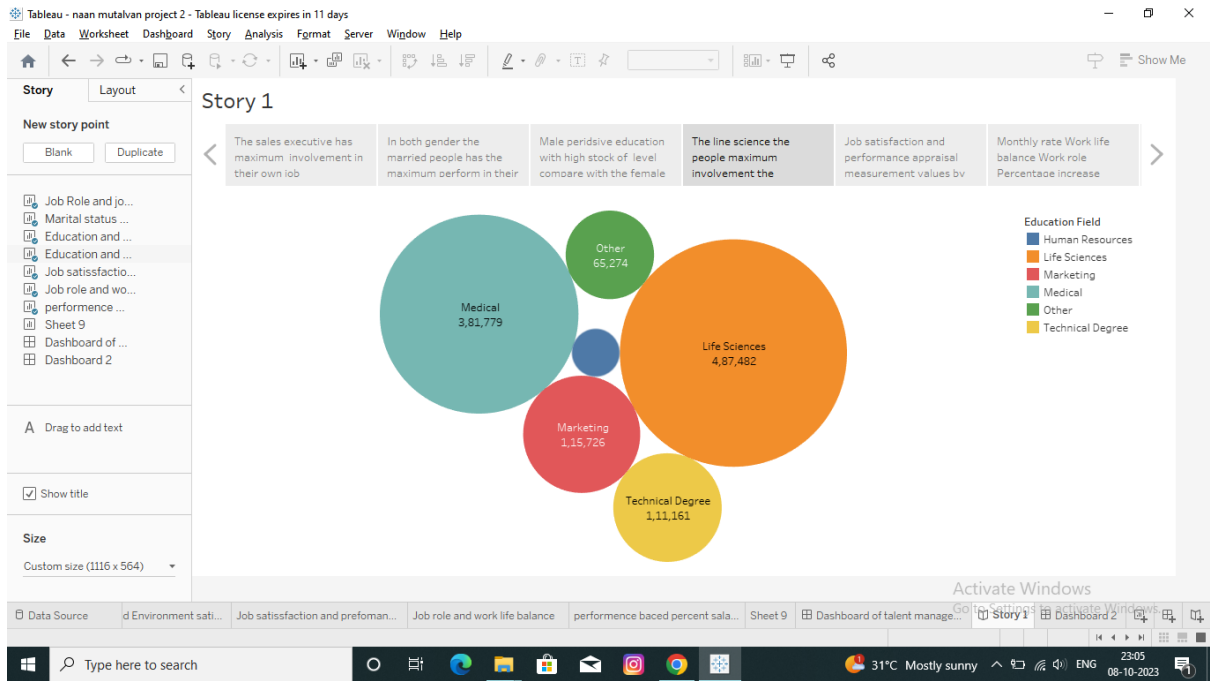 Tableau - naan mutalvan project 2 - Tableau license expires in 11 days
File Data Worksheet Dashboard Story Analysis Format Server Window Help
Show Me
Story Layout
New story point
Blank Duplicate
Job Role and jo...
Marital status ...
Education and ...
Education and ...
Job satissfactio...
Job role and wo...
performence ...
Sheet 9
Dashboard of ...
Dashboard 2
A Drag to add text
Show title
Size
Custom size (1116 x 564)
Story 1
The sales executive has
maximum involvement in
their own job
In both gender the
married people has the
maximum perform in their
Male peridsive education
with high stock of level
compare with the female
The line science the
people maximum
involvement the
Job satisfaction and
performance appraisal
measurement values by
Monthly rate Work life
balance Work role
Percentage increase
Other
65,274
Medical
3,81,779
Life Sciences
4,87,482
Marketing
1,15,726
Technical Degree
1,11,161
Education Field
Human Resources
Life Sciences
Marketing
Medical
Other
Technical Degree
Activate Windows
Go to Settings to activate Windows.
Data Source d Environment sati... Job satissfaction and prefoman... Job role and work life balance performence baced percent sala... Sheet 9 Dashboard of talent manage... Story 1 Dashboard 2
Type here to search
31°C Mostly sunny ENG 23:05
08-10-2023
1